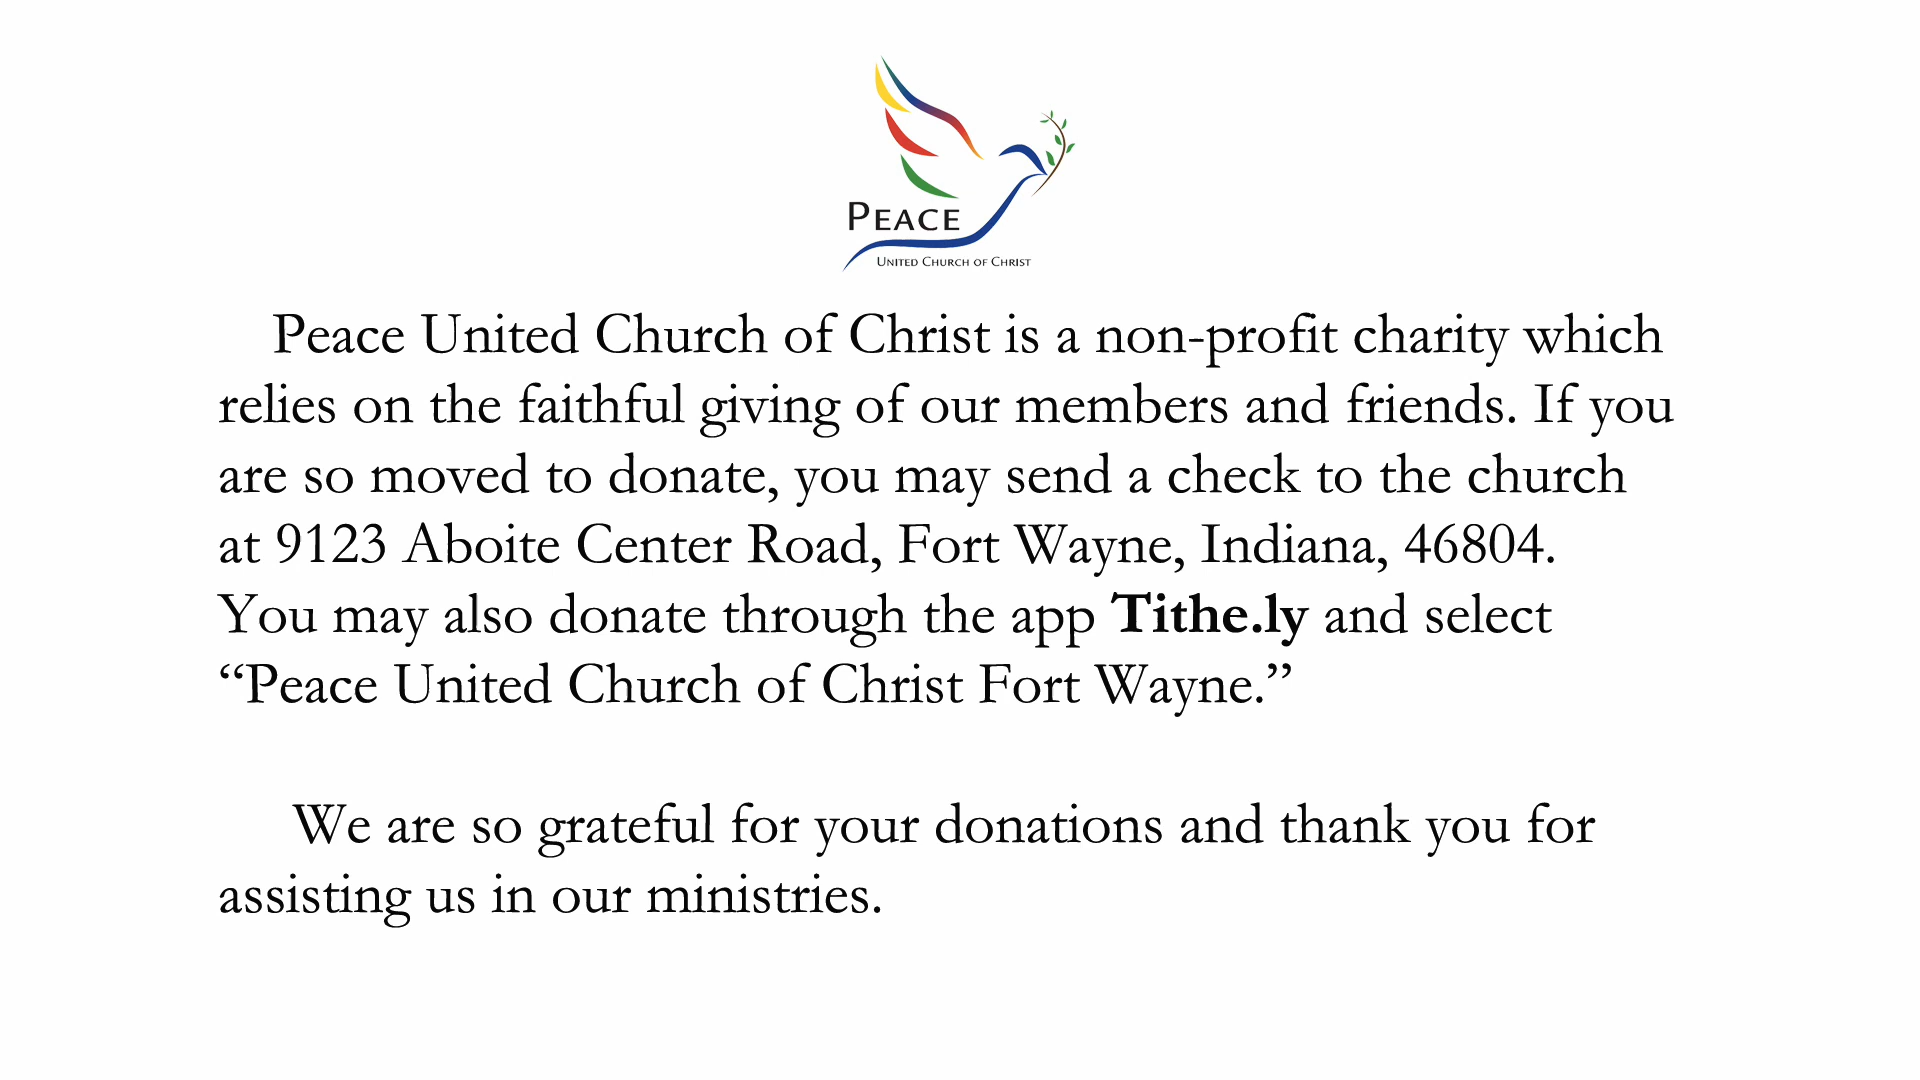 PEACE
UNITED CHURCH OF CHRIST
Peace United Church of Christ is a non-profit charity which
relies on the faithful giving of our members and friends. If you
are so moved to donate, you may send a check to the church
at 9123 Aboite Center Road, Fort Wayne, Indiana, 46804.
You may also donate through the app Tithe.ly and select
“Peace United Church of Christ Fort Wayne.”
We are so grateful for your donations and thank you for
assisting us in our ministries.